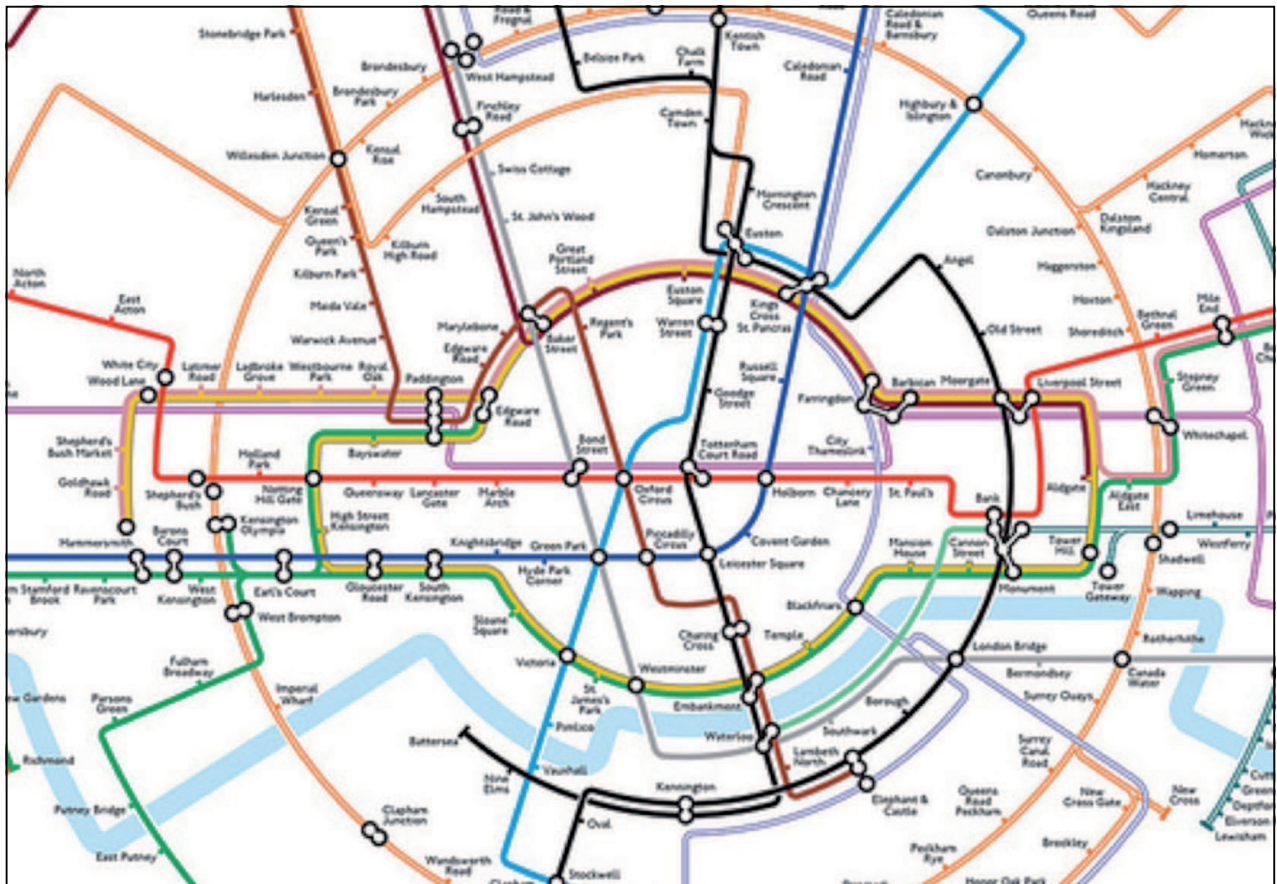 Road &
Frognal
Caledonian
Road &
Barnsbury
Queens Road
Stonebridge Park
Kentish
Town
Belsize Park
Chalk
Farm
Caledonian
Road
Brondesbury
West Hampstead
Harlesden
Brondesbury
Park
Finchley
Road
Camden
Town
Highbury &
Islington
Hackney
Wick
Homerton
Willesden Junction
Kensal
Rise
Swiss Cottage
Canonbury
Hackney
Central
South
Hampstead
Mornington
Crescent
Kensal
Green
St. John's Wood
Dalston
Kingsland
Queen's
Park
Kilburn
High Road
Great
Portland
Street
Euston
Dalston Junction
North
Acton
Kilburn Park
Angel
Haggerston
East
Acton
Maida Vale
Euston
Square
Kings
Cross
St. Pancras
Hoxton
Mile
End
Marylebone
Regent's
Park
Warren
Street
Old Street
Shoreditch
Bethnal
Green
Warwick Avenue
Edgware
Road
Baker
Street
White City
Wood Lane
Latimer
Road
Ladbroke
Grove
Westbourne
Park
Royal
Oak
Paddington
Russell
Square
Barbican
Moorgate
Liverpool Street
Stepney
Green
Goodge
Street
Farringdon
Edgware
Road
Shepherd's
Bush Market
Bayswater
Bond
Street
Tottenham
Court Road
City
Thameslink
Whitechapel
Goldhawk
Road
Holland
Park
Shepherd's
Bush
Notting
Hill Gate
Queensway
Lancaster
Gate
Marble
Arch
Oxford
Circus
Holborn
Chancery
Lane
St. Paul's
Aldgate
Aldgate
East
Bank
Kensington
Olympia
High Street
Kensington
Limehouse
Hammersmith
Barons
Court
Knightsbridge
Green Park
Piccadilly
Circus
Covent Garden
Mansion
House
Cannon
Street
Tower
Hill
Westferry
Hyde Park
Corner
Leicester Square
Shadwell
Stamford
Brook
Ravenscourt
Park
West
Kensington
Earl's Court
Gloucester
Road
South
Kensington
Monument
Tower
Gateway
Wapping
West Brompton
Sloane
Square
Blackfriars
Charing
Cross
Temple
Rotherhithe
Fulham
Broadway
Victoria
Westminster
London Bridge
Bermondsey
Canada
Water
Gardens
Parsons
Green
Imperial
Wharf
St.
James's
Park
Embankment
Borough
Surrey Quays
Pimlico
Southwark
Battersea
Waterloo
Surrey
Canal
Road
Richmond
Lambeth
North
Vauxhall
Nine
Elms
Putney Bridge
Clapham
Junction
Kennington
Elephant &
Castle
Queens
Road
Peckham
New
Cross Gate
New
Cross
Oval
Lewisham
East Putney
Brockley
Wandsworth
Road
Peckham
Rye
Stockwell
Honor Oak Park